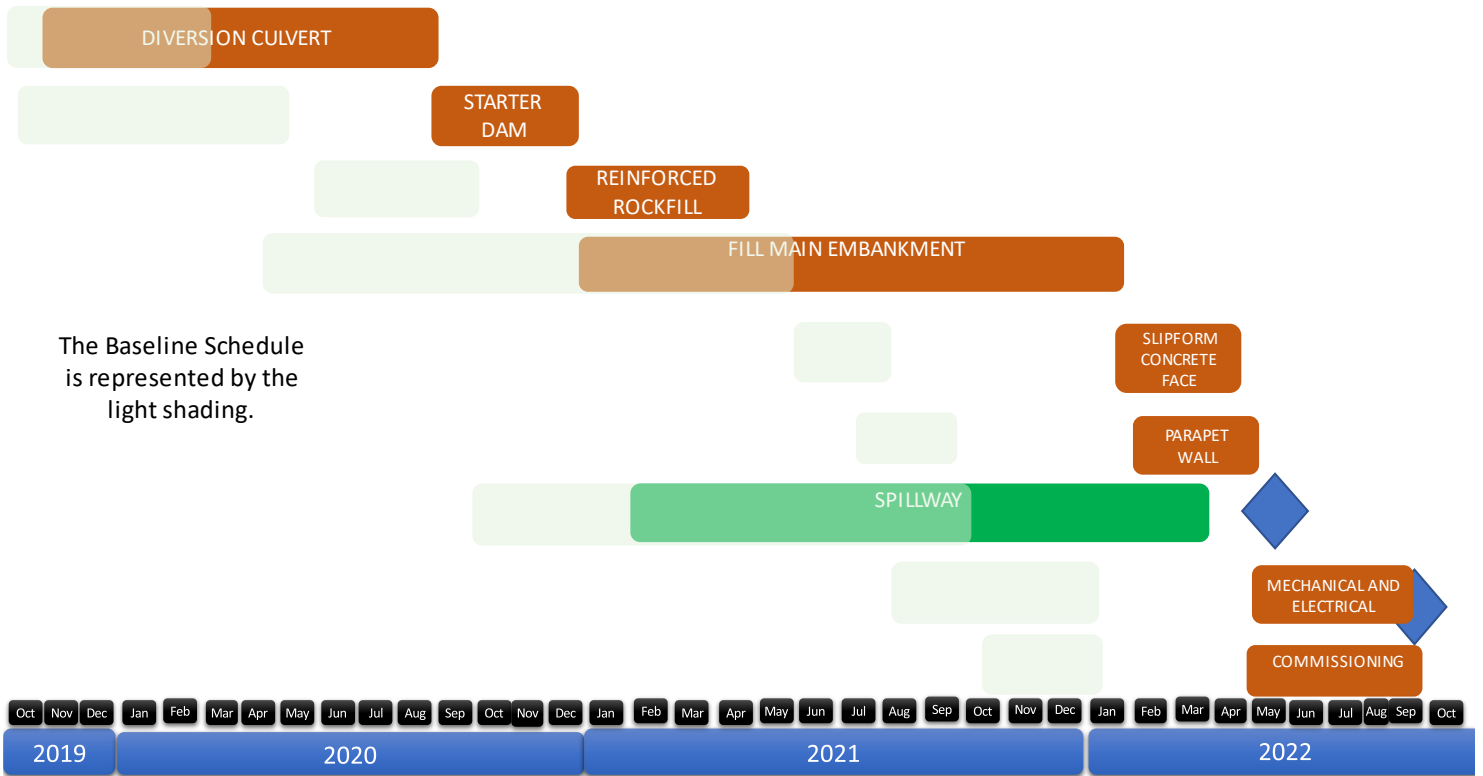 DIVERSION CULVERT
STARTER
DAM
REINFORCED
ROCKFILL
FILL MAIN EMBANKMENT
The Baseline Schedule
is represented by the
light shading.
SLIPFORM
CONCRETE
FACE
PARAPET
WALL
SPILLWAY
MECHANICAL AND
ELECTRICAL
COMMISSIONING
Oct Nov Dec Jan Feb Mar Apr May Jun Jul Aug Sep Oct Nov Dec Jan Feb Mar Apr May Jun Jul Aug Sep Oct Nov Dec Jan Feb Mar Apr May Jun Jul Aug Sep Oct
2019 2020 2021 2022